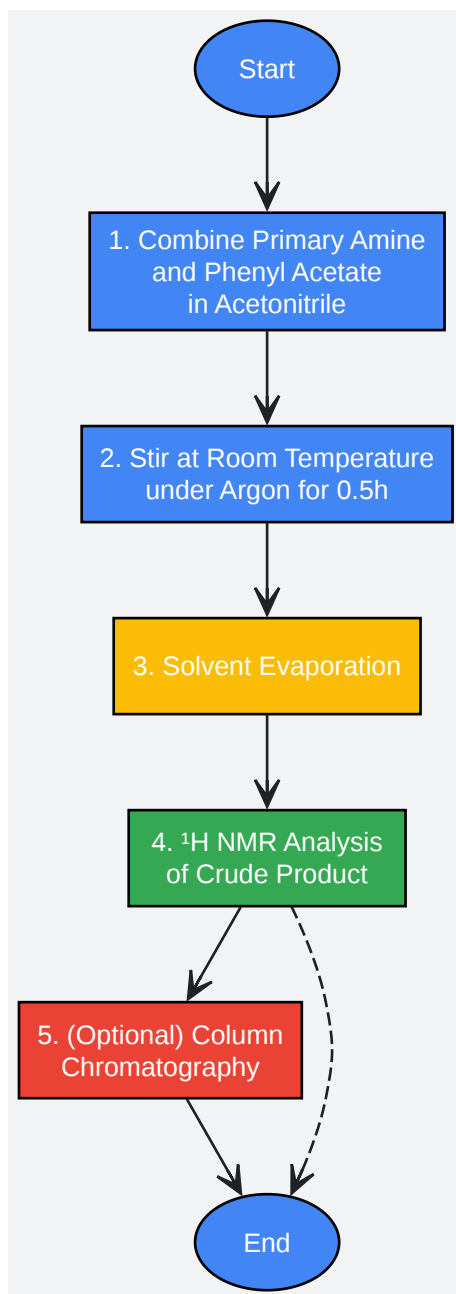 Start
1. Combine Primary Amine
and Phenyl Acetate
in Acetonitrile
2. Stir at Room Temperature
under Argon for 0.5h
3. Solvent Evaporation
4. ¹H NMR Analysis
of Crude Product
5. (Optional) Column
Chromatography
End